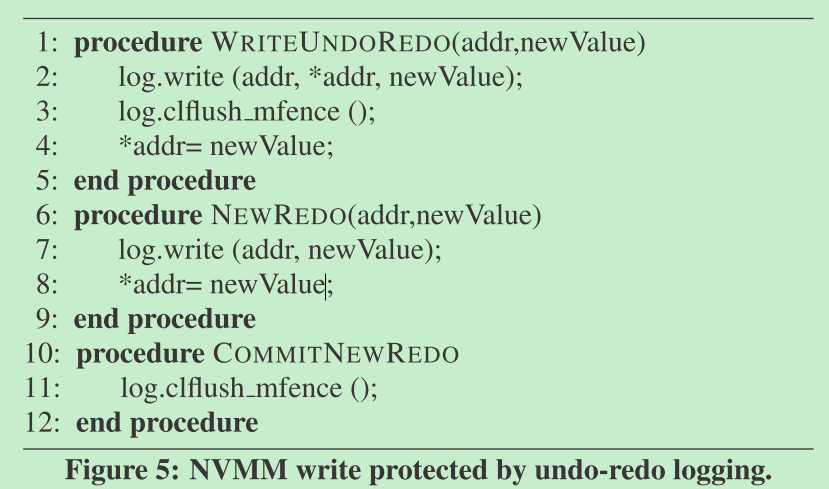 1: procedure WRITEUNDOREDO(addr,newValue)
2: log.write (addr, *addr, newValue);
3: log.clflush_mfence ();
4: *addr= newValue;
5: end procedure
6: procedure NEWREDO(addr,newValue)
7: log.write (addr, newValue);
8: *addr= newValue;
9: end procedure
10: procedure COMMITNEWREDO
11: log.clflush_mfence ();
12: end procedure
Figure 5: NVMM write protected by undo-redo logging.